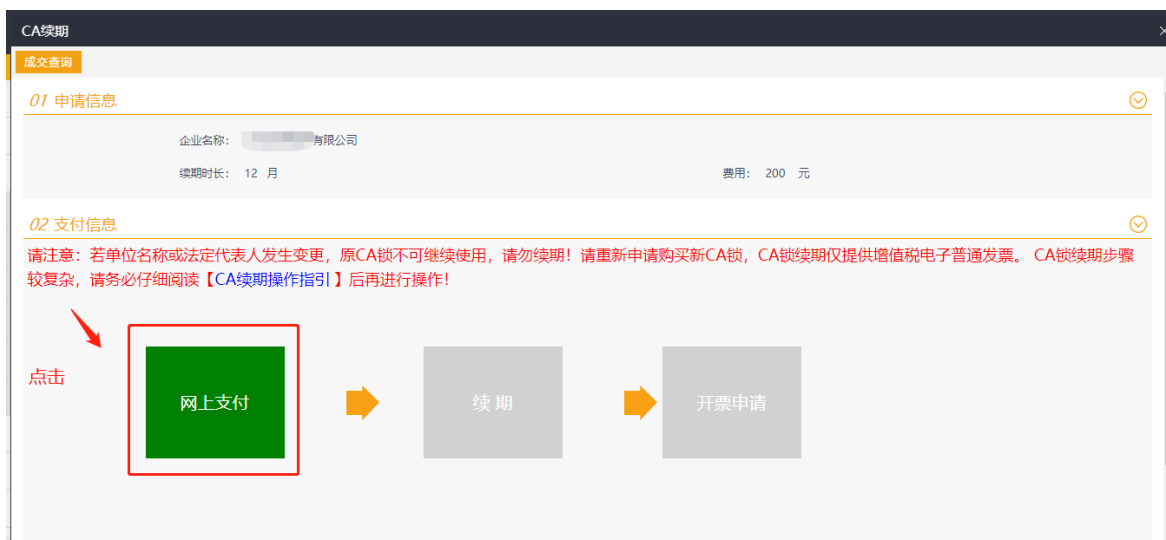 CA续期
成交查询
01 申请信息
企业名称： 有限公司
续期时长： 12 月 费用： 200 元
02 支付信息
请注意：若单位名称或法定代表人发生变更，原CA锁不可继续使用，请勿续期！请重新申请购买新CA锁，CA锁续期仅提供增值税电子普通发票。 CA锁续期步骤
较复杂，请务必仔细阅读【CA续期操作指引 】后再进行操作！
点击
网上支付 续 期 开票申请